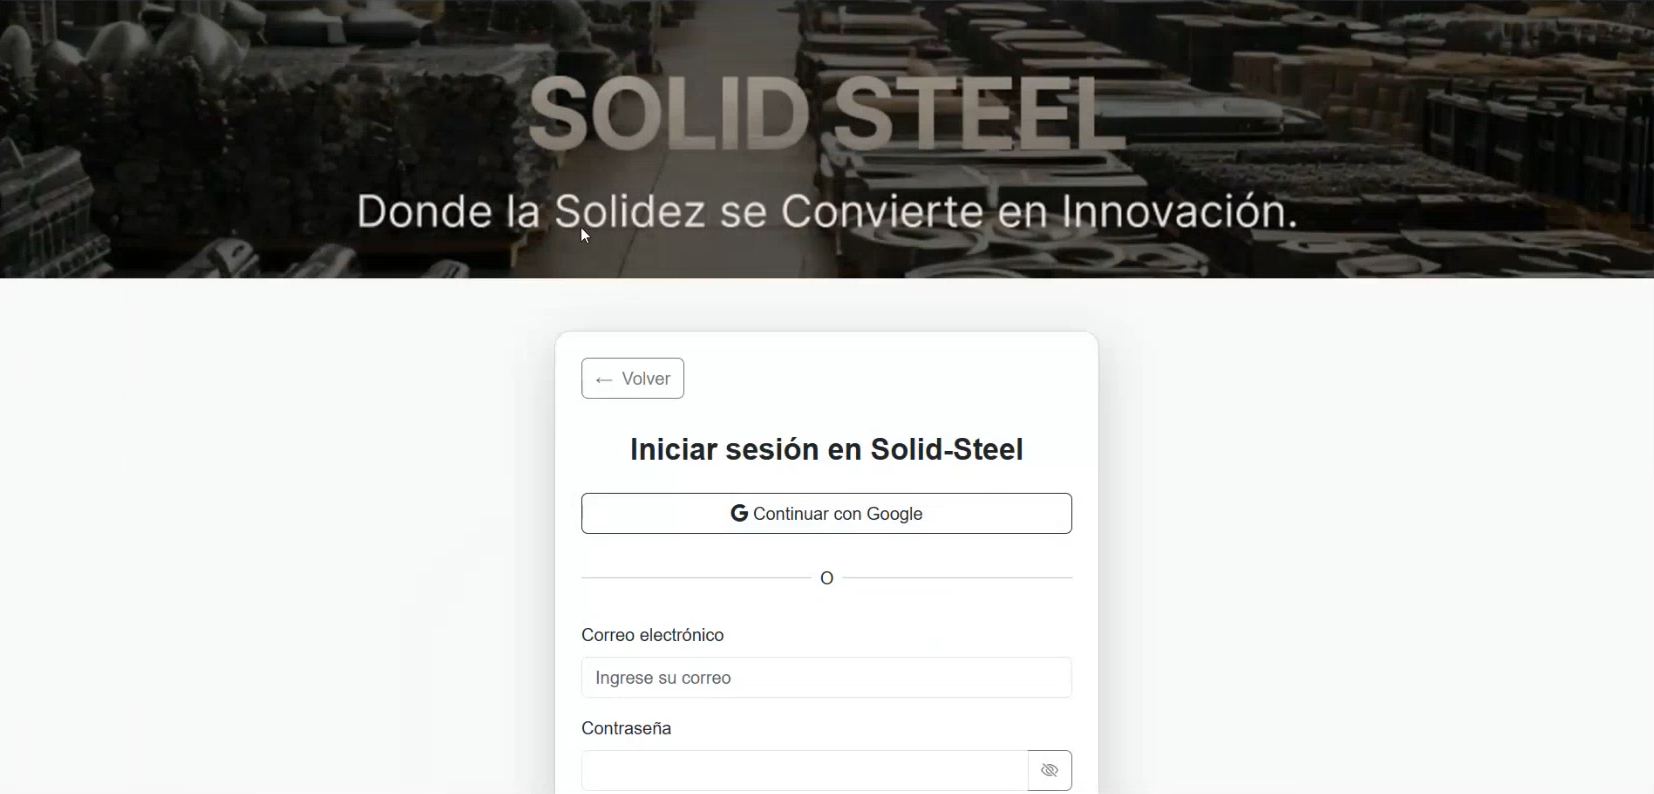 SOLID STEEL
Donde la Solidez se Convierte en Innovación.
← Volver
Iniciar sesión en Solid-Steel
G Continuar con Google
O
Correo electrónico
Ingrese su correo
Contraseña